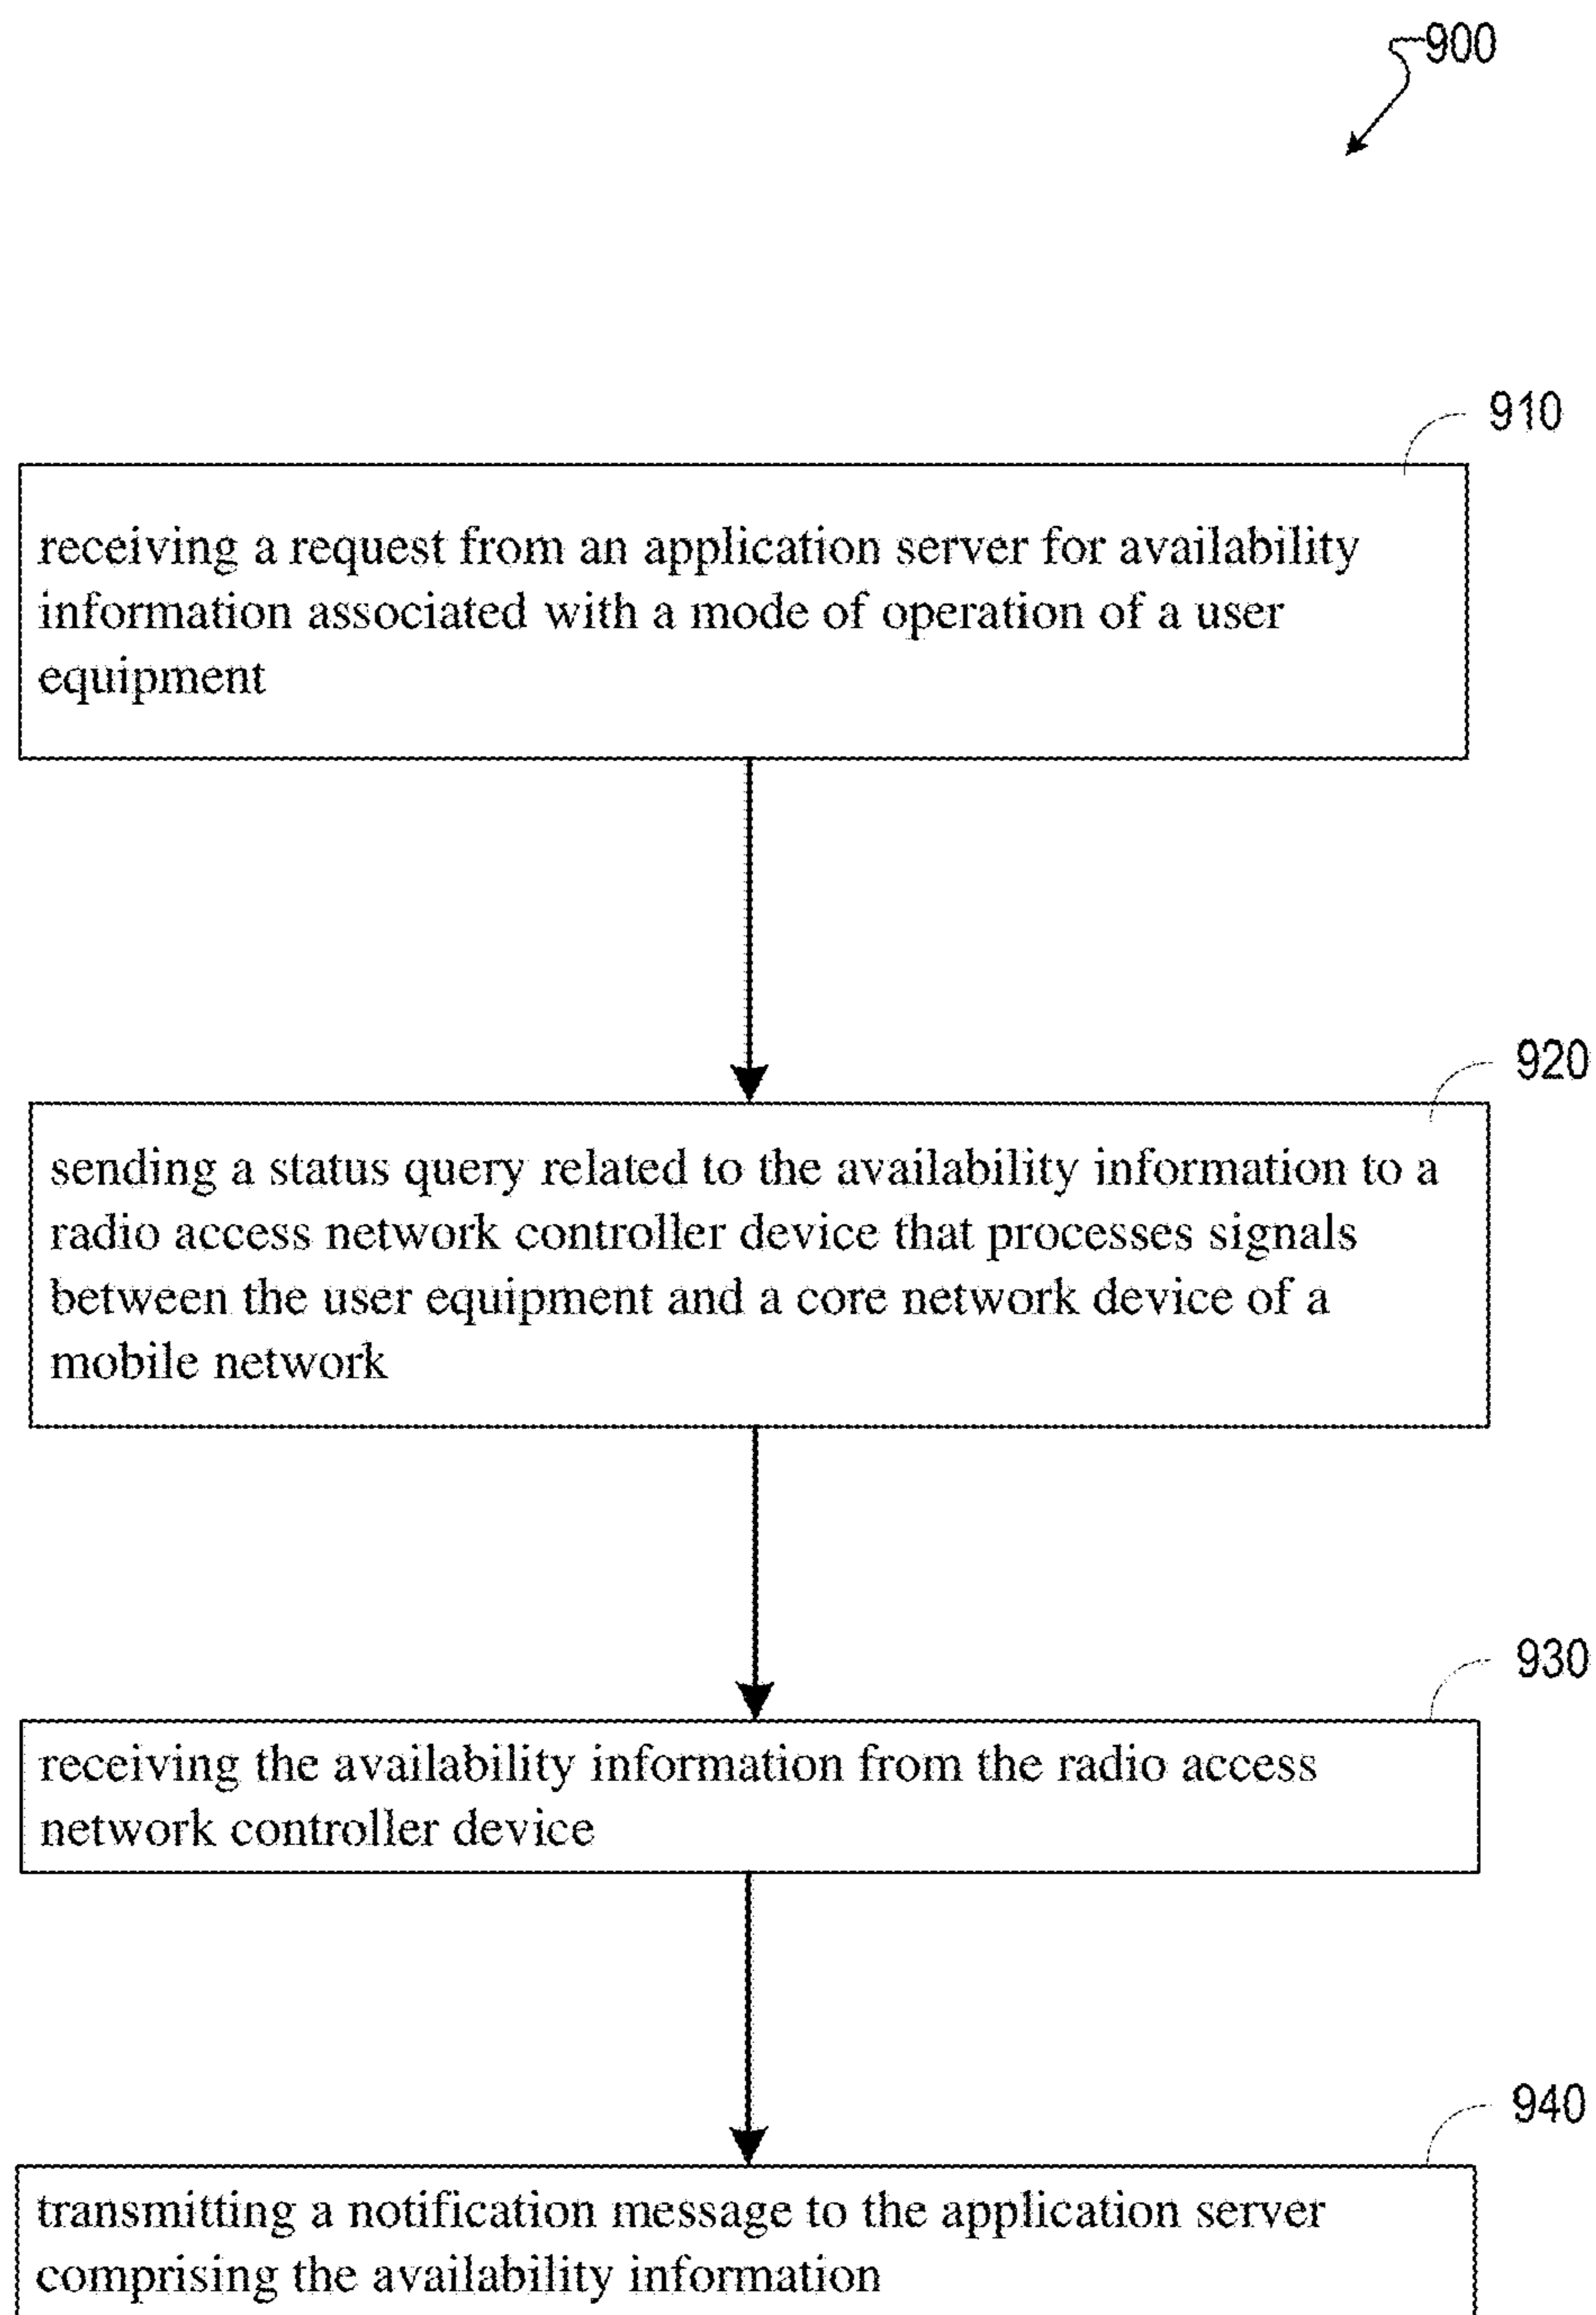 900
910
receiving a request from an application server for availability
information associated with a mode of operation of a user
equipment
920
sending a status query related to the availability information to a
radio access network controller device that processes signals
between the user equipment and a core network device of a
mobile network
930
receiving the availability information from the radio access
network controller device
940
transmitting a notification message to the application server
comprising the availability information